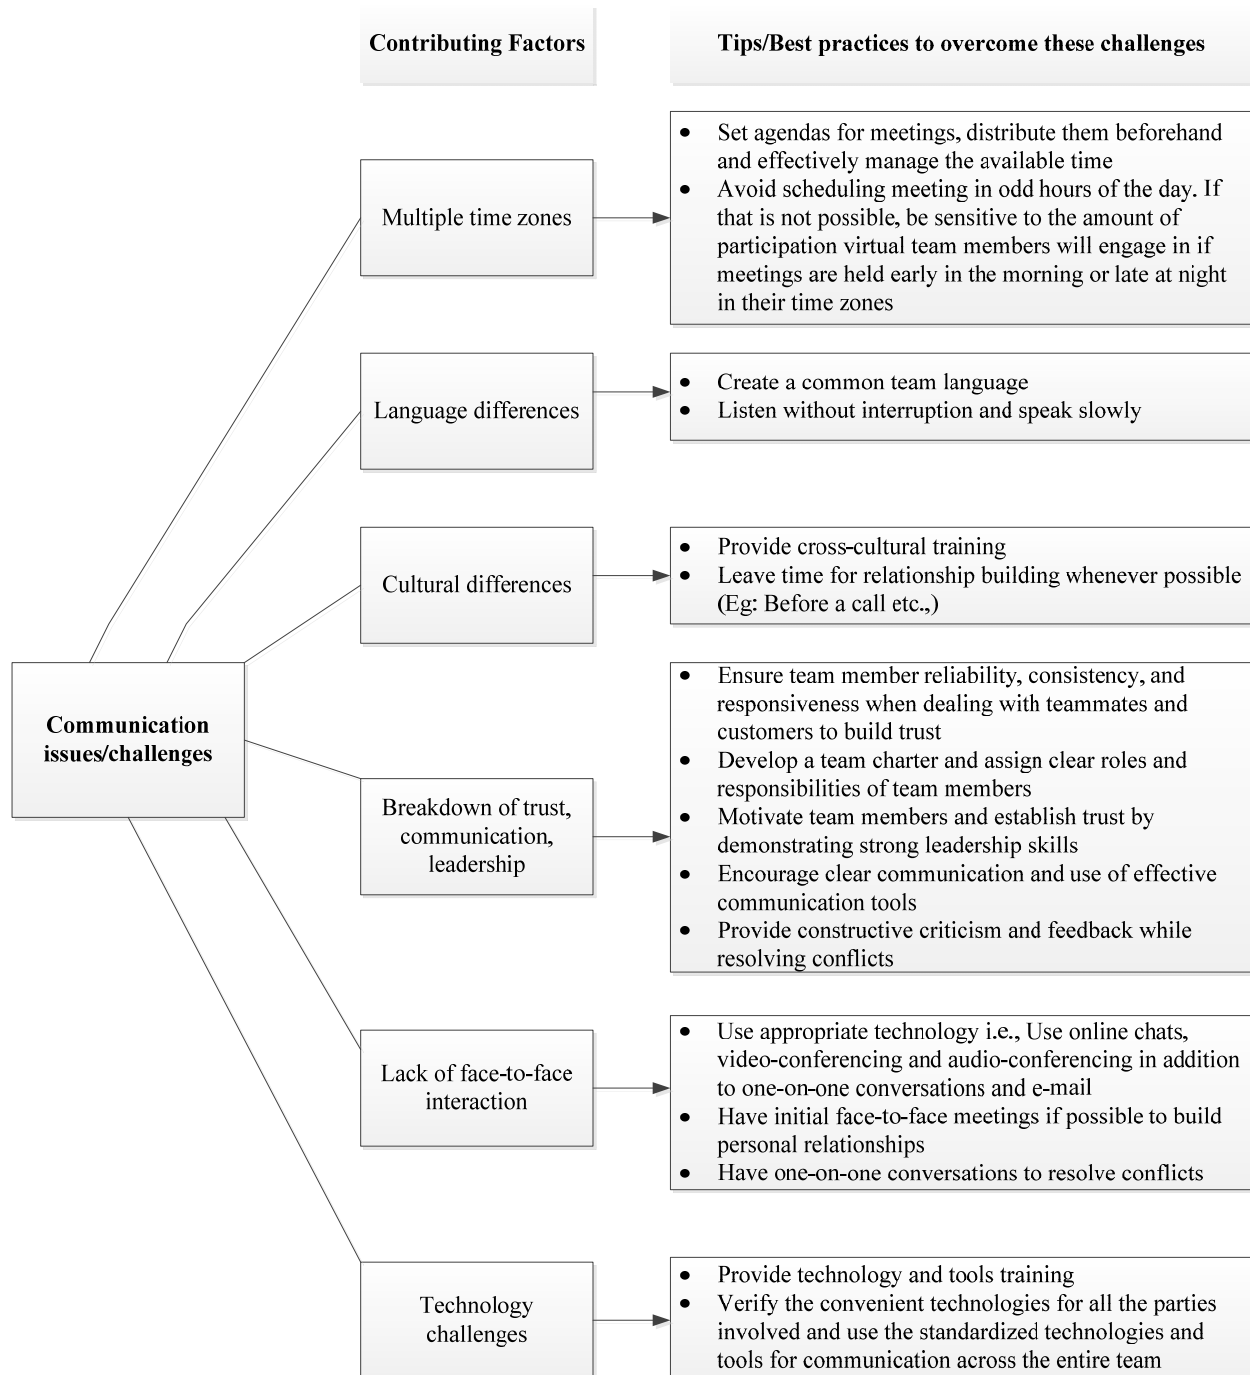 Contributing Factors
Tips/Best practices to overcome these challenges
Multiple time zones
• Set agendas for meetings, distribute them beforehand
and effectively manage the available time
• Avoid scheduling meeting in odd hours of the day. If
that is not possible, be sensitive to the amount of
participation virtual team members will engage in if
meetings are held early in the morning or late at night
in their time zones
Language differences
• Create a common team language
• Listen without interruption and speak slowly
Cultural differences
• Provide cross-cultural training
• Leave time for relationship building whenever possible
(Eg: Before a call etc.,)
Communication
issues/challenges
Breakdown of trust,
communication,
leadership
• Ensure team member reliability, consistency, and
responsiveness when dealing with teammates and
customers to build trust
• Develop a team charter and assign clear roles and
responsibilities of team members
• Motivate team members and establish trust by
demonstrating strong leadership skills
• Encourage clear communication and use of effective
communication tools
• Provide constructive criticism and feedback while
resolving conflicts
Lack of face-to-face
interaction
• Use appropriate technology i.e., Use online chats,
video-conferencing and audio-conferencing in addition
to one-on-one conversations and e-mail
• Have initial face-to-face meetings if possible to build
personal relationships
• Have one-on-one conversations to resolve conflicts
Technology
challenges
• Provide technology and tools training
• Verify the convenient technologies for all the parties
involved and use the standardized technologies and
tools for communication across the entire team